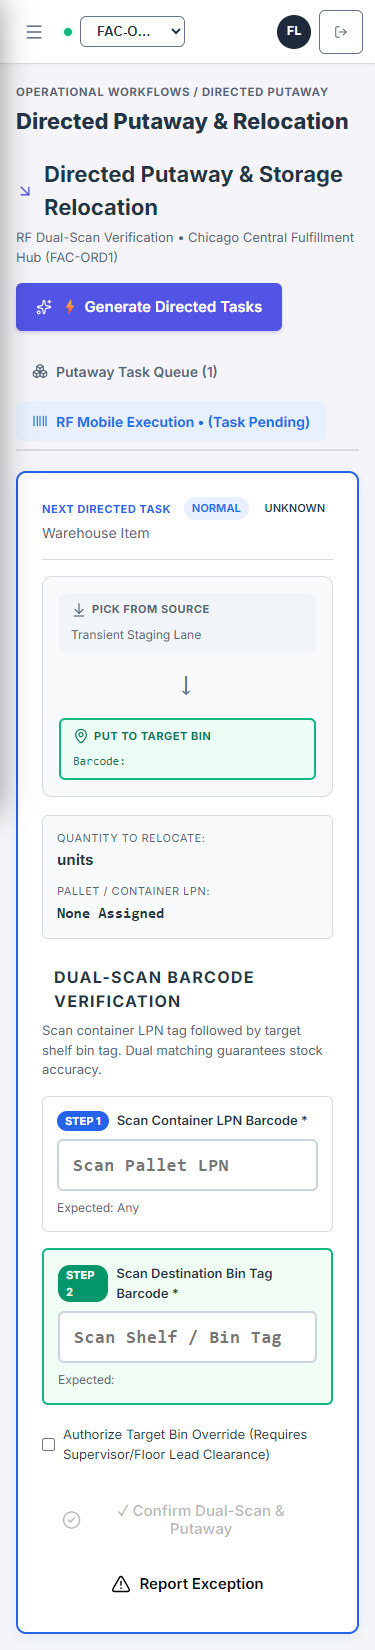 FAC-O...
FL
OPERATIONAL WORKFLOWS / DIRECTED PUTAWAY
Directed Putaway & Relocation
Directed Putaway & Storage
Relocation
RF Dual-Scan Verification • Chicago Central Fulfillment
Hub (FAC-ORD1)
⚡ Generate Directed Tasks
Putaway Task Queue (1)
RF Mobile Execution • (Task Pending)
NEXT DIRECTED TASK NORMAL UNKNOWN
Warehouse Item
PICK FROM SOURCE
Transient Staging Lane
↓
PUT TO TARGET BIN
Barcode:
QUANTITY TO RELOCATE:
units
PALLET / CONTAINER LPN:
None Assigned
DUAL-SCAN BARCODE
VERIFICATION
Scan container LPN tag followed by target
shelf bin tag. Dual matching guarantees stock
accuracy.
STEP 1 Scan Container LPN Barcode *
Scan Pallet LPN
Expected: Any
STEP 2 Scan Destination Bin Tag
Barcode *
Scan Shelf / Bin Tag
Expected:
Authorize Target Bin Override (Requires
Supervisor/Floor Lead Clearance)
✓ Confirm Dual-Scan &
Putaway
Report Exception